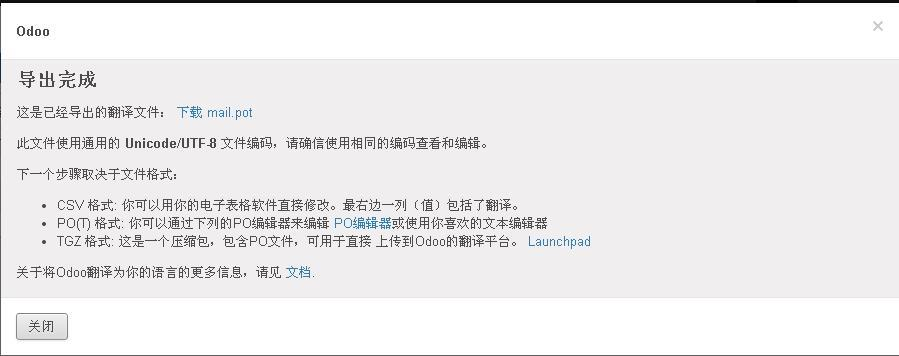 Odoo
×
导出完成
这是已经导出的翻译文件： 下载 mail.pot
此文件使用通用的 Unicode/UTF-8 文件编码，请确信使用相同的编码查看和编辑。
下一个步骤取决于文件格式：
• CSV 格式: 你可以用你的电子表格软件直接修改。最右边一列（值）包括了翻译。
• PO(T) 格式: 你可以通过下列的PO编辑器来编辑 PO编辑器或使用你喜欢的文本编辑器
• TGZ 格式: 这是一个压缩包，包含PO文件，可用于直接 上传到Odoo的翻译平台。 Launchpad
关于将Odoo翻译为你的语言的更多信息，请见 文档.
关闭